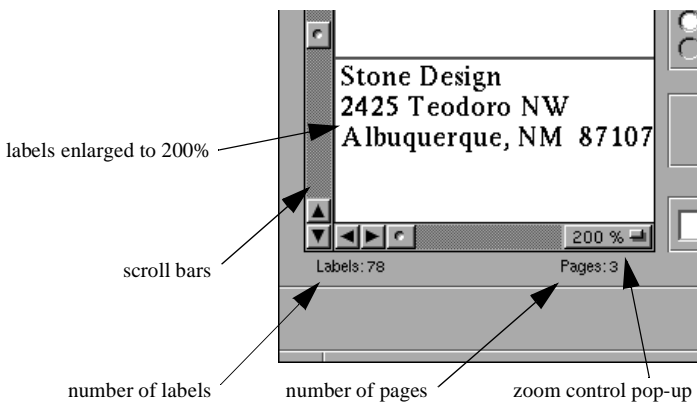 Stone Design
2425 Teodoro NW
Albuquerque, NM 87107
labels enlarged to 200%
200 %
Labels: 78
Pages: 3
scroll bars
number of labels
number of pages
zoom control pop-up